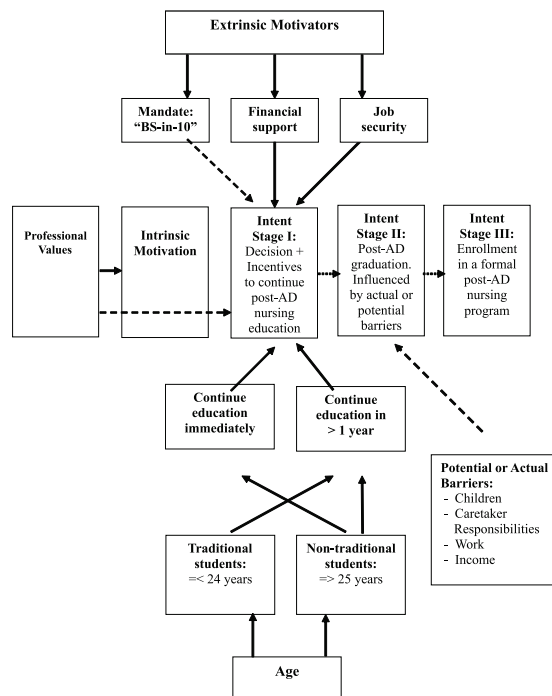 Extrinsic Motivators
Mandate:
“BS-in-10”
Financial
support
Job
security
Professional
Values
Intrinsic
Motivation
Intent
Stage I:
Decision +
Incentives
to continue
post-AD
nursing
education
Intent
Stage II:
Post-AD
graduation.
Influenced
by actual or
potential
barriers
Intent
Stage III:
Enrollment
in a formal
post-AD
nursing
program
Continue
education
immediately
Continue
education in
> 1 year
Potential or Actual
Barriers:
- Children
- Caretaker
Responsibilities
- Work
- Income
Traditional
students:
=< 24 years
Non-traditional
students:
=> 25 years
Age